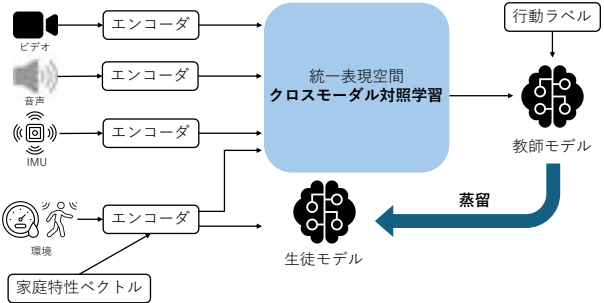 行動ラベル
エンコーダ
ビデオ
統一表現空間
クロスモーダル対照学習
エンコーダ
音声
エンコーダ
IMU
教師モデル
エンコーダ
環境
蒸留
生徒モデル
家庭特性ベクトル